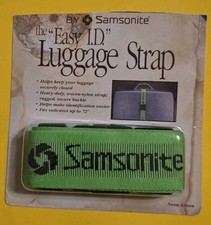 BY Samsonite
the "Easy I.D."
Luggage Strap
• Helps keep your luggage
securely closed
• Heavy-duty, woven-nylon strap;
rugged, secure buckle
• Helps make identification easier
• Fits suitcases up to 72"
Samsonite